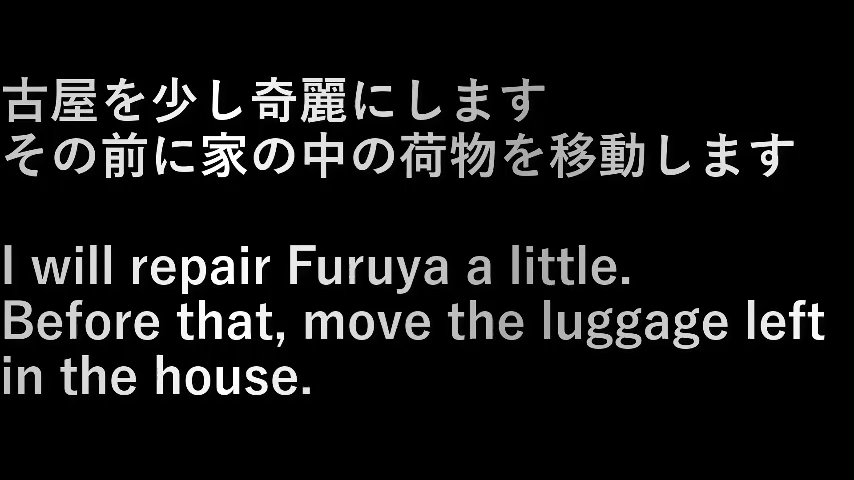 古屋を少し奇麗にします
その前に家の中の荷物を移動します
I will repair Furuya a little.
Before that, move the luggage left
in the house.